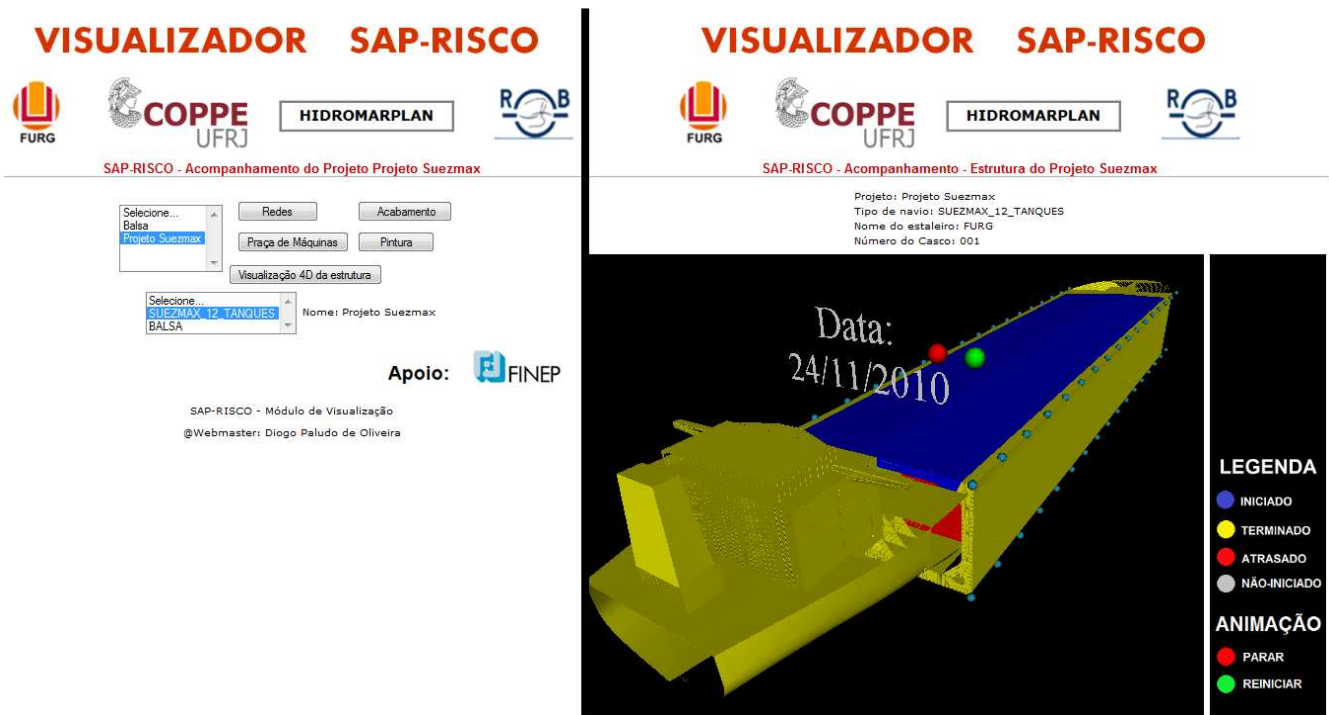 VISUALIZADOR SAP-RISCO
FURG
COPPE
UFRJ
HIDROMARPLAN
R B
SAP-RISCO - Acompanhamento do Projeto Projeto Suezmax
Selecione...
Balsa
Projeto Suezmax
Redes
Acabamento
Praça de Máquinas
Pintura
Visualização 4D da estrutura
Selecione...
SUEZMAX_12_TANQUES
BALSA
Nome: Projeto Suezmax
Apoio:
FINEP
SAP-RISCO - Módulo de Visualização
@Webmaster: Diogo Paludo de Oliveira
VISUALIZADOR SAP-RISCO
FURG
COPPE
UFRJ
HIDROMARPLAN
R B
SAP-RISCO - Acompanhamento - Estrutura do Projeto Suezmax
Projeto: Projeto Suezmax
Tipo de navio: SUEZMAX_12_TANQUES
Nome do estaleiro: FURG
Número do Casco: 001
Data:
24/11/2010
LEGENDA
INICIADO
TERMINADO
ATRASADO
NÃO-INICIADO
ANIMAÇÃO
PARAR
REINICIAR